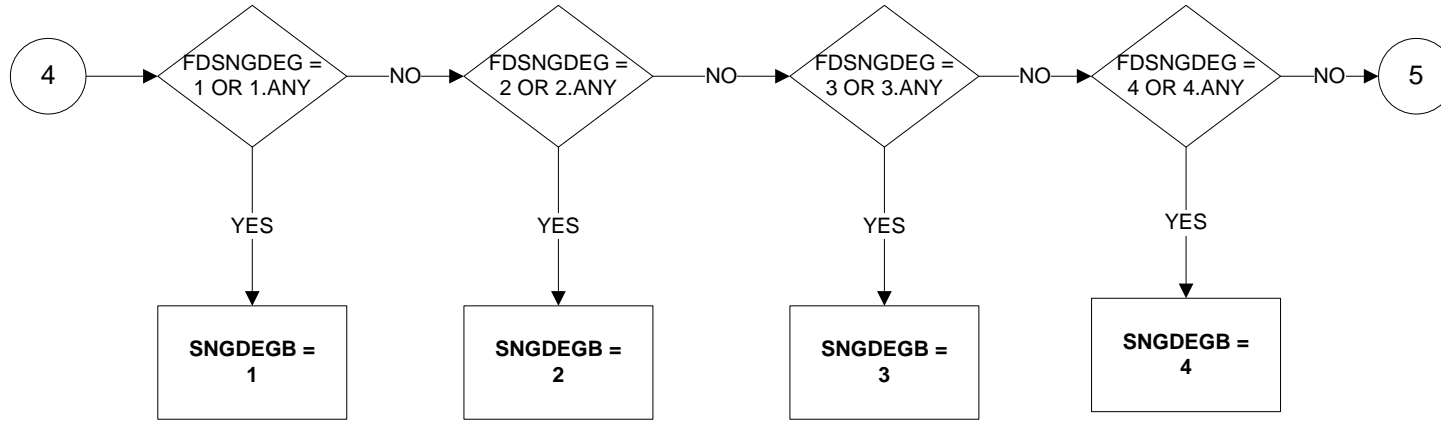 4
FDSNGDEG =
1 OR 1.ANY
NO
FDSNGDEG =
2 OR 2.ANY
NO
FDSNGDEG =
3 OR 3.ANY
NO
FDSNGDEG =
4 OR 4.ANY
NO
5
YES
YES
YES
YES
SNGDEGB =
1
SNGDEGB =
2
SNGDEGB =
3
SNGDEGB =
4